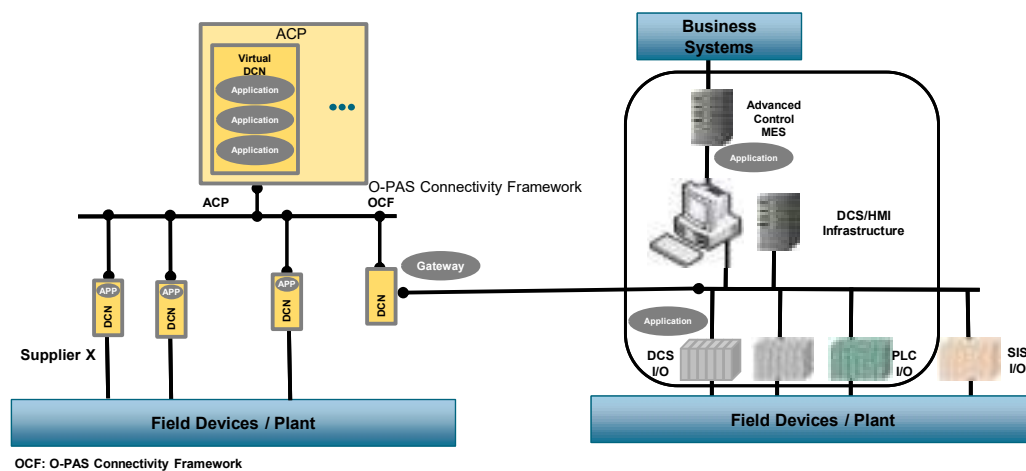 ACP
Virtual
DCN
Application
Application
Application
O-PAS Connectivity Framework
ACP
OCF
Gateway
APP
DCN
APP
DCN
APP
DCN
DCN
Supplier X
Field Devices / Plant
OCF: O-PAS Connectivity Framework
Business
Systems
Advanced
Control
MES
Application
DCS/HMI
Infrastructure
Application
DCS
I/O
PLC
I/O
SIS
I/O
Field Devices / Plant